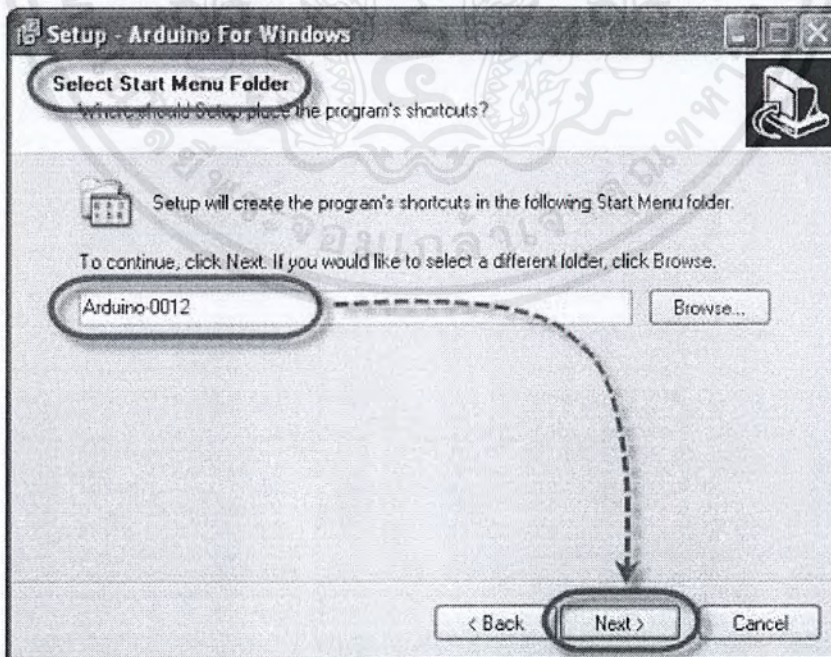 Setup - Arduino For Windows
Select Start Menu Folder
Where should Setup place the program's shortcuts?
Setup will create the program's shortcuts in the following Start Menu folder.
To continue, click Next. If you would like to select a different folder, click Browse.
Arduino-0012
Browse...
< Back
Next >
Cancel